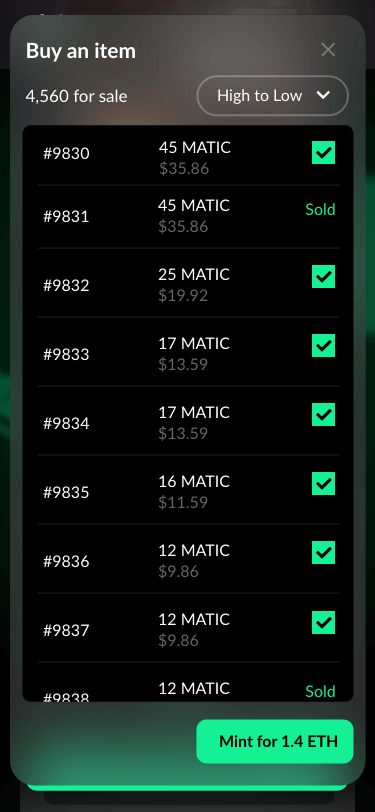 Buy an item
4,560 for sale
High to Low
#9830
45 MATIC
$35.86
#9831
45 MATIC
$35.86
Sold
#9832
25 MATIC
$19.92
#9833
17 MATIC
$13.59
#9834
17 MATIC
$13.59
#9835
16 MATIC
$11.59
#9836
12 MATIC
$9.86
#9837
12 MATIC
$9.86
#9838
12 MATIC
Sold
Mint for 1.4 ETH